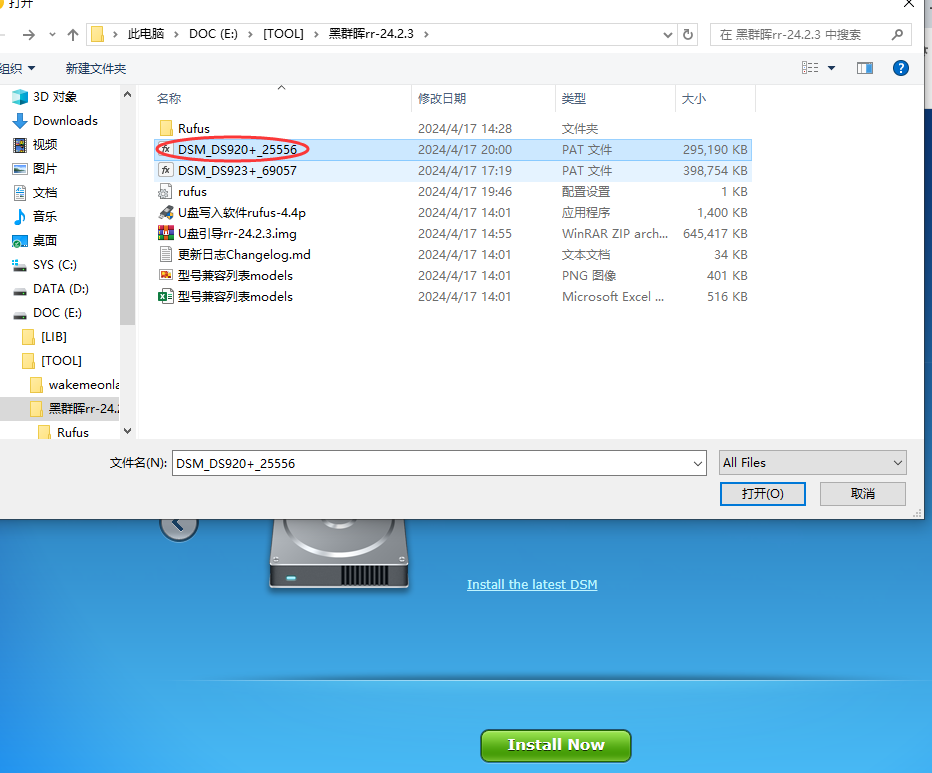 打开
此电脑 DOC (E:) [TOOL] 黑群晖rr-24.2.3
在 黑群晖rr-24.2.3 中搜索
组织 新建文件夹
3D 对象
Downloads
视频
图片
文档
音乐
桌面
SYS (C:)
DATA (D:)
DOC (E:)
[LIB]
[TOOL]
wakemeonla
黑群晖rr-24.2
Rufus
名称 修改日期 类型 大小
Rufus 2024/4/17 14:28 文件夹
DSM_DS920+_25556 2024/4/17 20:00 PAT 文件 295,190 KB
DSM_DS923+_69057 2024/4/17 17:19 PAT 文件 398,754 KB
rufus 2024/4/17 19:46 配置设置 1 KB
U盘写入软件rufus-4.4p 2024/4/17 14:01 应用程序 1,400 KB
U盘引导rr-24.2.3.img 2024/4/17 14:55 WinRAR ZIP arch... 645,417 KB
更新日志Changelog.md 2024/4/17 14:01 文本文档 34 KB
型号兼容列表models 2024/4/17 14:01 PNG 图像 401 KB
型号兼容列表models 2024/4/17 14:01 Microsoft Excel ... 516 KB
文件名(N): DSM_DS920+_25556 All Files
打开(O) 取消
Install the latest DSM
Install Now